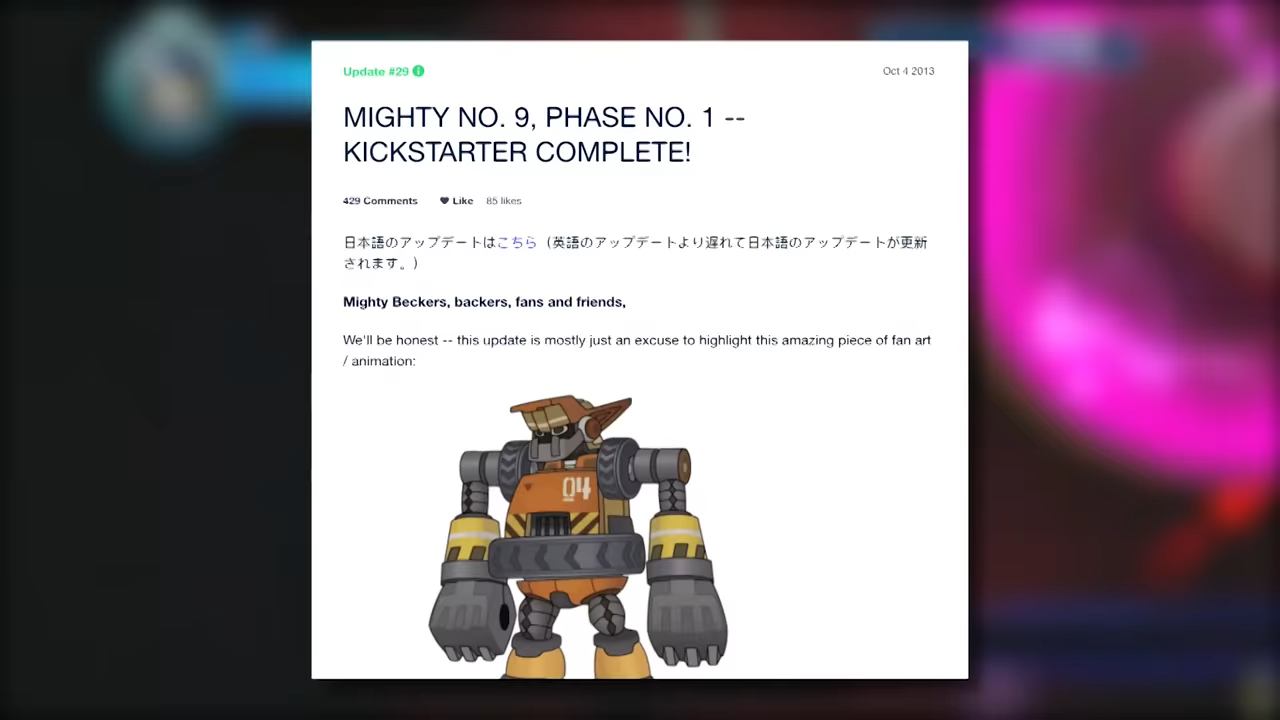 Update #29
Oct 4 2013
MIGHTY NO. 9, PHASE NO. 1 --
KICKSTARTER COMPLETE!
429 Comments Like 85 likes
日本語のアップデートはこちら（英語のアップデートより遅れて日本語のアップデートが更新
されます。）
Mighty Beckers, backers, fans and friends,
We'll be honest -- this update is mostly just an excuse to highlight this amazing piece of fan art
/ animation:
04